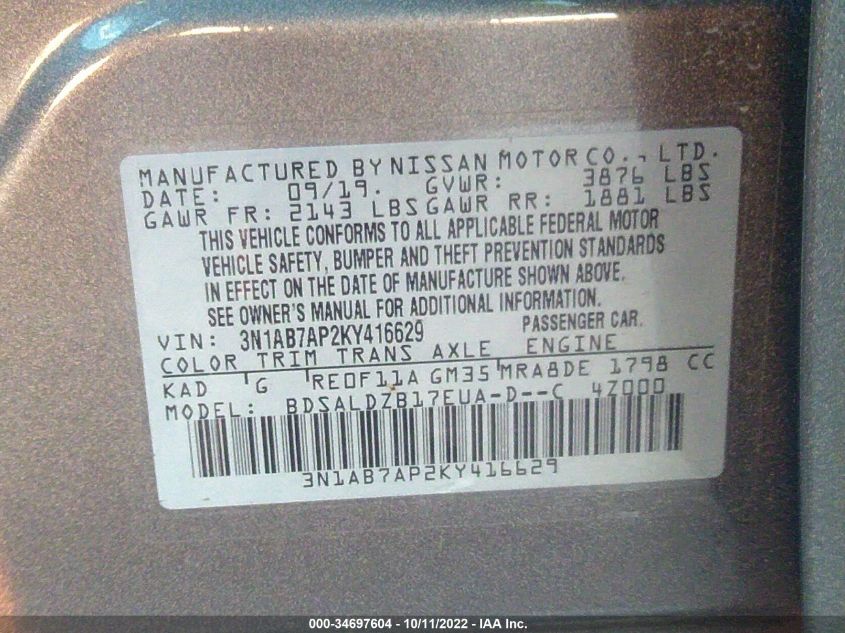 MANUFACTURED BY NISSAN MOTOR CO., LTD.
DATE: 09/19. GVWR: 3876 LBS
GAWR FR: 2143 LBS GAWR RR: 1881 LBS
THIS VEHICLE CONFORMS TO ALL APPLICABLE FEDERAL MOTOR
VEHICLE SAFETY, BUMPER AND THEFT PREVENTION STANDARDS
IN EFFECT ON THE DATE OF MANUFACTURE SHOWN ABOVE.
SEE OWNER'S MANUAL FOR ADDITIONAL INFORMATION.
VIN: 3N1AB7AP2KY416629 PASSENGER CAR.
COLOR TRIM TRANS AXLE ENGINE
KAD G RE0F11A GM35 MRA8DE 1798 CC
MODEL: BDSALDZB17EUA-D--C 4Z000
3N1AB7AP2KY416629
000-34697604 - 10/11/2022 - IAA Inc.